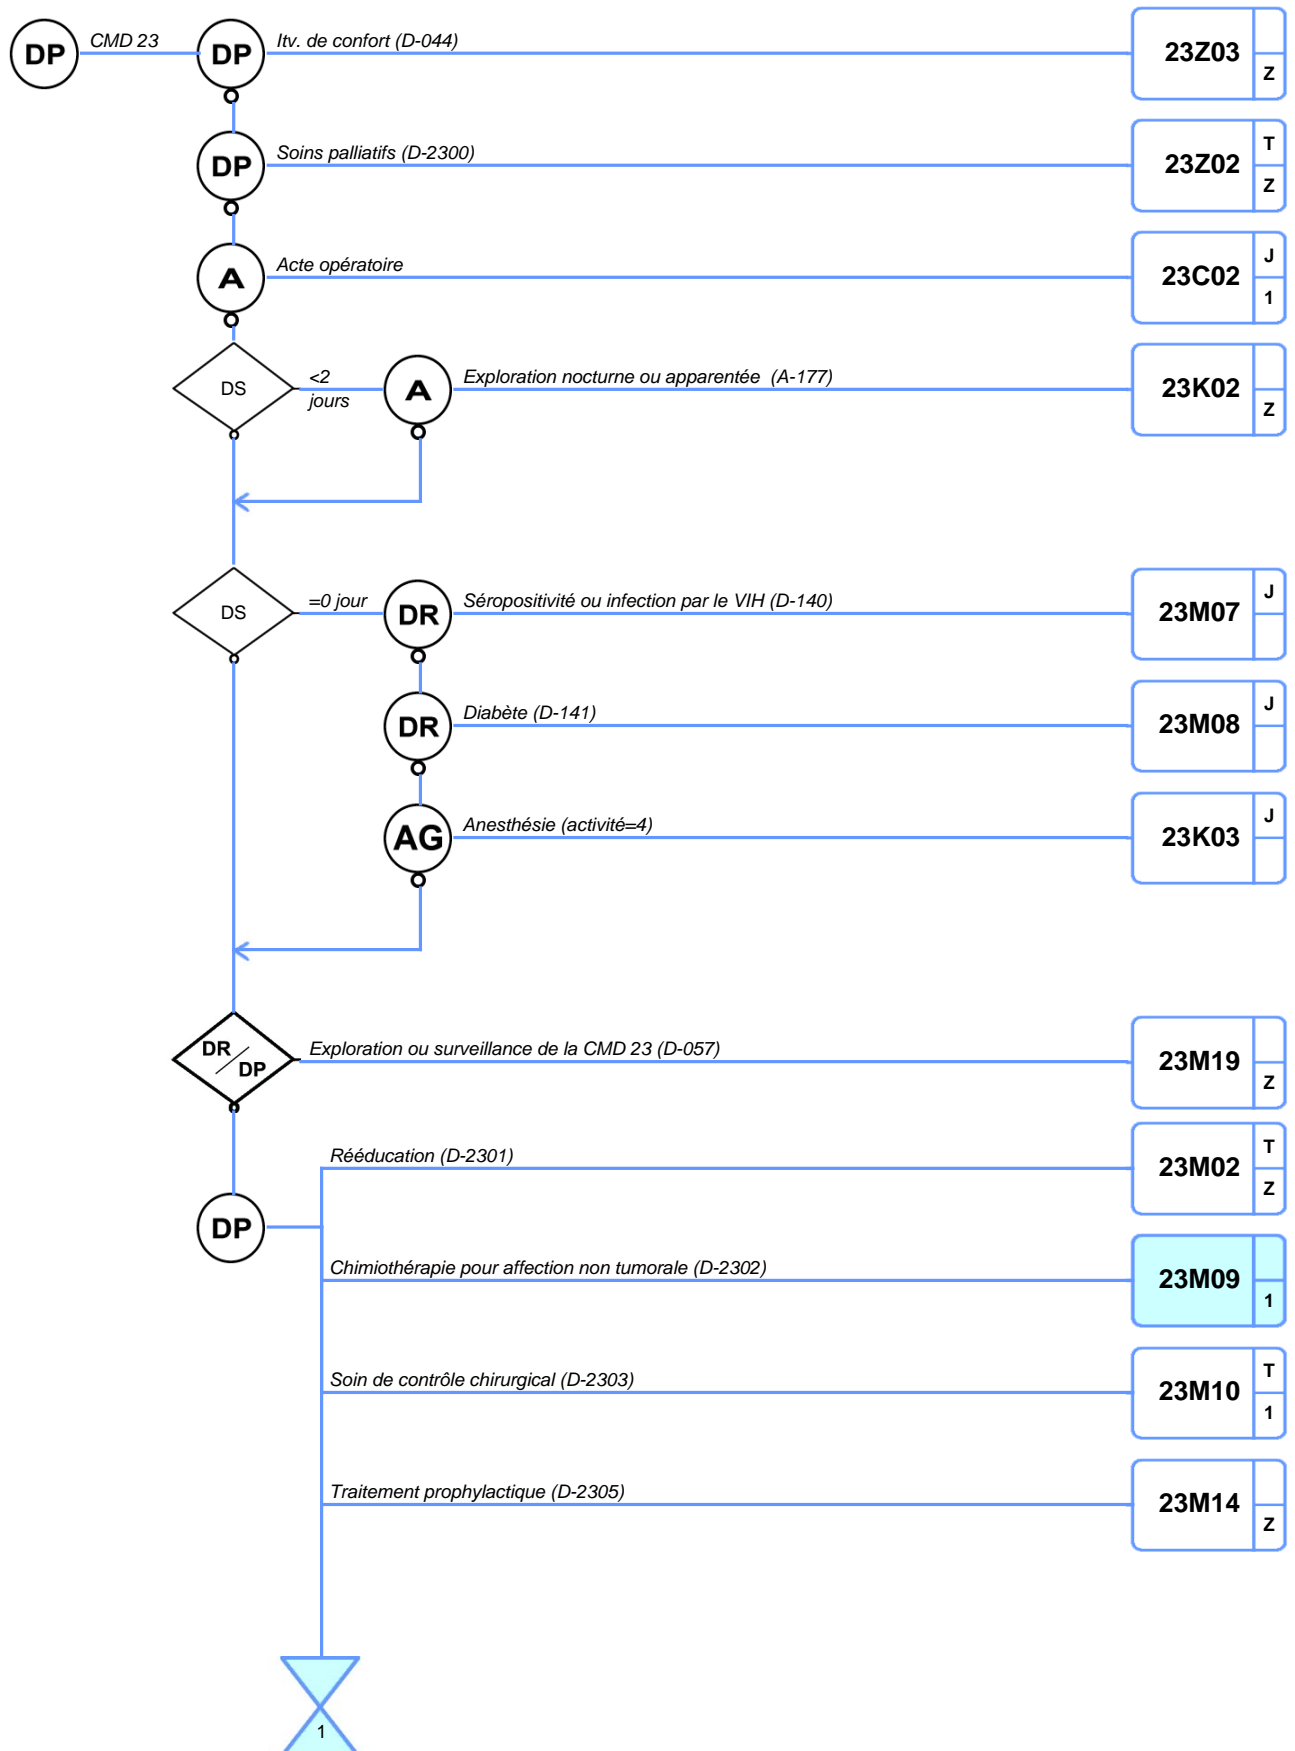 DP CMD 23 DP Itv. de confort (D-044) 23Z03 Z
DP Soins palliatifs (D-2300) 23Z02 T Z
A Acte opératoire 23C02 J 1
DS <2 jours A Exploration nocturne ou apparentée (A-177) 23K02 Z
DS =0 jour DR Séropositivité ou infection par le VIH (D-140) 23M07 J
DR Diabète (D-141) 23M08 J
AG Anesthésie (activité=4) 23K03 J
DR/DP Exploration ou surveillance de la CMD 23 (D-057) 23M19 Z
Rééducation (D-2301) 23M02 T Z
DP
Chimiothérapie pour affection non tumorale (D-2302) 23M09 1
Soin de contrôle chirurgical (D-2303) 23M10 T 1
Traitement prophylactique (D-2305) 23M14 Z
1